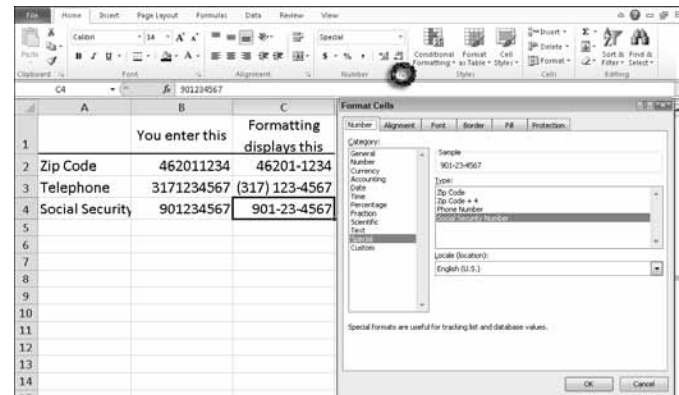 File Home Insert Page Layout Formulas Data Review View
Calibri 14 A A Special
Paste B I U A $ % , Conditional Formatting Format as Table Cell Styles Insert Delete Format Σ Sort & Filter Find & Select
Clipboard Font Alignment Number Styles Cells Editing
C4 fx 901234567
A B C
1 You enter this Formatting displays this
2 Zip Code 462011234 46201-1234
3 Telephone 3171234567 (317) 123-4567
4 Social Security 901234567 901-23-4567
5
6
7
8
9
10
11
12
13
14
Format Cells
Number Alignment Font Border Fill Protection
Category:
General
Number
Currency
Accounting
Date
Time
Percentage
Fraction
Scientific
Text
Special
Custom
Sample
901-23-4567
Type:
Zip Code
Zip Code + 4
Phone Number
Social Security Number
Locale (location):
English (U.S.)
Special formats are useful for tracking list and database values.
OK Cancel